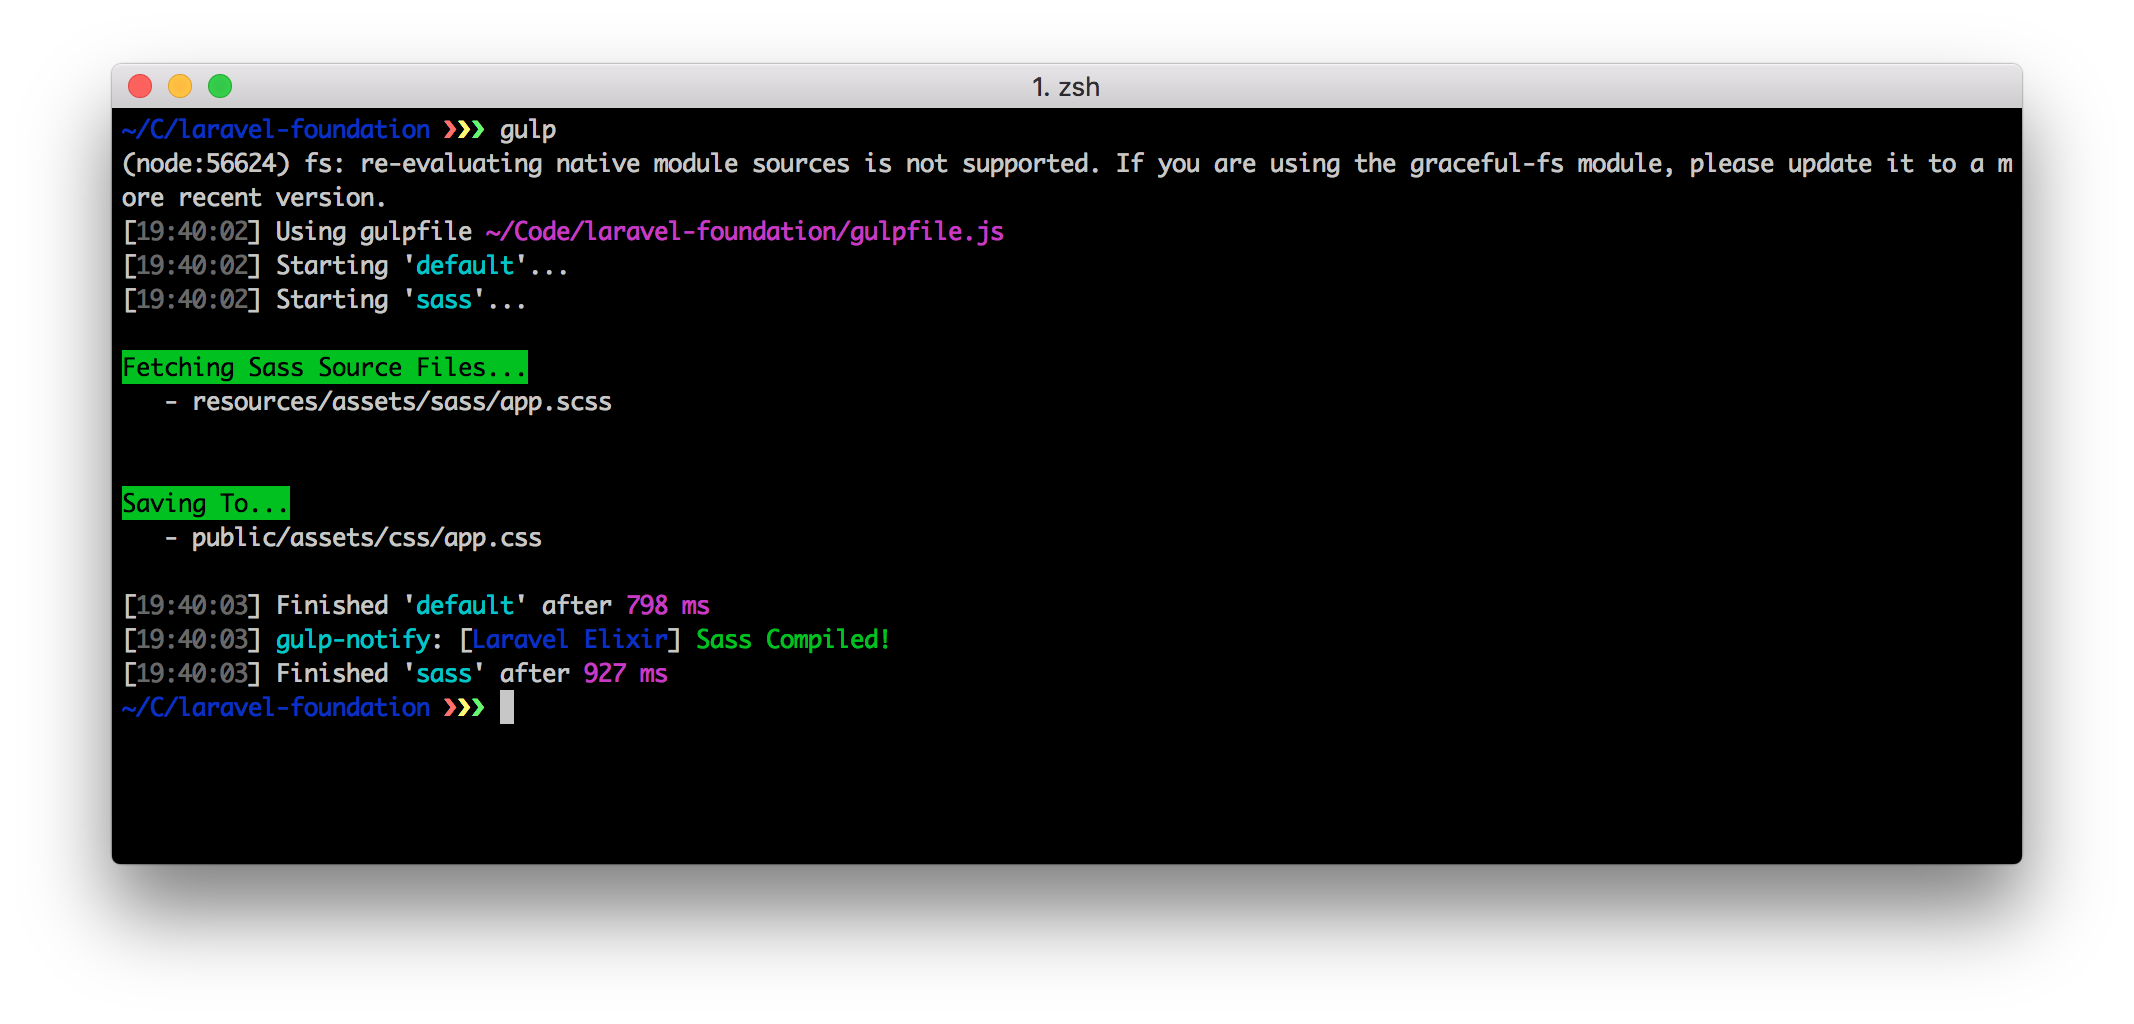 1. zsh
~/C/laravel-foundation ❯❯❯ gulp
(node:56624) fs: re-evaluating native module sources is not supported. If you are using the graceful-fs module, please update it to a m
ore recent version.
[19:40:02] Using gulpfile ~/Code/laravel-foundation/gulpfile.js
[19:40:02] Starting 'default'...
[19:40:02] Starting 'sass'...
Fetching Sass Source Files...
   - resources/assets/sass/app.scss
Saving To...
   - public/assets/css/app.css
[19:40:03] Finished 'default' after 798 ms
[19:40:03] gulp-notify: [Laravel Elixir] Sass Compiled!
[19:40:03] Finished 'sass' after 927 ms
~/C/laravel-foundation ❯❯❯